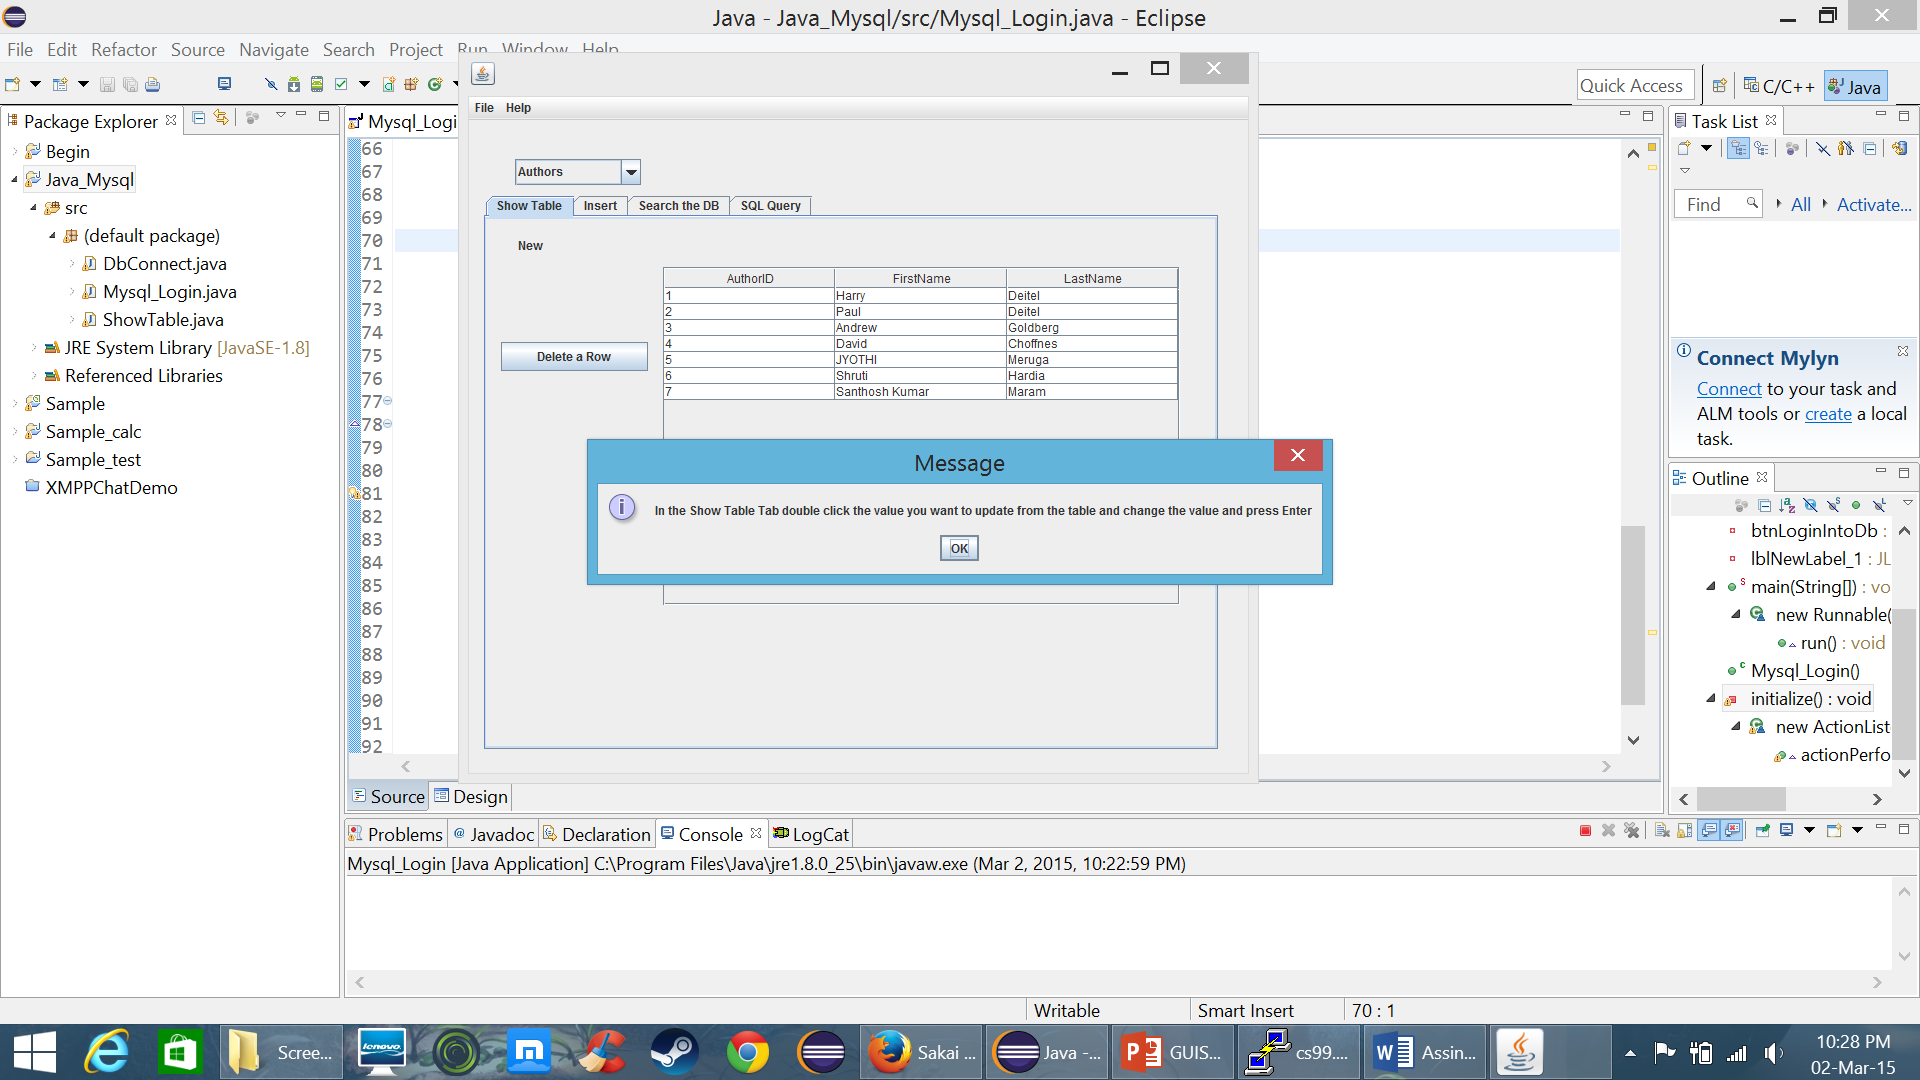 Java - Java_Mysql/src/Mysql_Login.java - Eclipse
File Edit Refactor Source Navigate Search Project Run Window Help
Quick Access
C/C++
Java
Package Explorer
Begin
Java_Mysql
src
(default package)
DbConnect.java
Mysql_Login.java
ShowTable.java
JRE System Library [JavaSE-1.8]
Referenced Libraries
Sample
Sample_calc
Sample_test
XMPPChatDemo
Mysql_Logi
66
67
68
69
70
71
72
73
74
75
76
77
78
79
80
81
82
83
84
85
86
87
88
89
90
91
92
File Help
Authors
Show Table Insert Search the DB SQL Query
New
Delete a Row
AuthorID FirstName LastName
1 Harry Deitel
2 Paul Deitel
3 Andrew Goldberg
4 David Choffnes
5 JYOTHI Meruga
6 Shruti Hardia
7 Santhosh Kumar Maram
Message
In the Show Table Tab double click the value you want to update from the table and change the value and press Enter
OK
Source Design
Task List
Find All Activate...
Connect Mylyn
Connect to your task and
ALM tools or create a local
task.
Outline
btnLoginIntoDb :
lblNewLabel_1 : JL
main(String[]) : vo
new Runnable(
run() : void
Mysql_Login()
initialize() : void
new ActionList
actionPerfo
Problems @ Javadoc Declaration Console LogCat
Mysql_Login [Java Application] C:\Program Files\Java\jre1.8.0_25\bin\javaw.exe (Mar 2, 2015, 10:22:59 PM)
Writable Smart Insert 70 : 1
Scree...
lenovo
Sakai ...
Java -...
GUIS...
cs99....
Assin...
10:28 PM
02-Mar-15